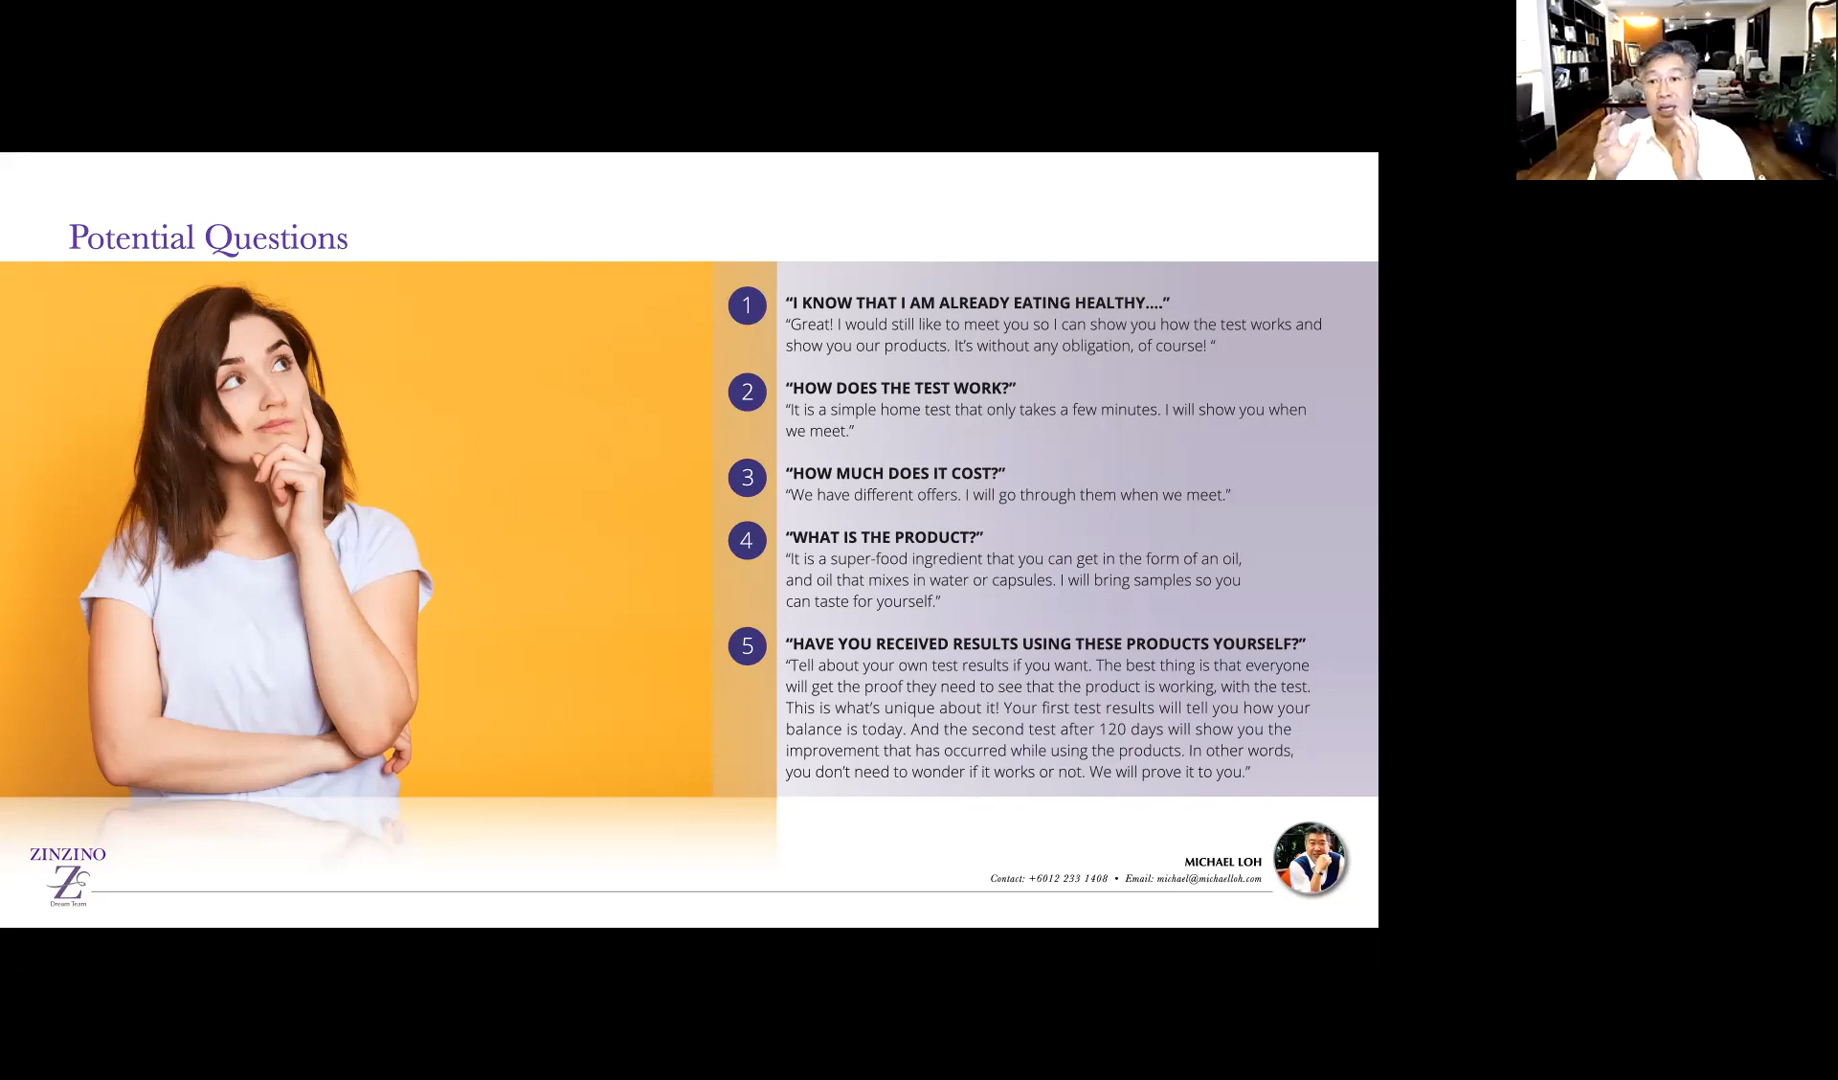 Potential Questions
1
“I KNOW THAT I AM ALREADY EATING HEALTHY....”
“Great! I would still like to meet you so I can show you how the test works and
show you our products. It’s without any obligation, of course! “
2
“HOW DOES THE TEST WORK?”
“It is a simple home test that only takes a few minutes. I will show you when
we meet.”
3
“HOW MUCH DOES IT COST?”
“We have different offers. I will go through them when we meet.”
4
“WHAT IS THE PRODUCT?”
“It is a super-food ingredient that you can get in the form of an oil,
and oil that mixes in water or capsules. I will bring samples so you
can taste for yourself.”
5
“HAVE YOU RECEIVED RESULTS USING THESE PRODUCTS YOURSELF?”
“Tell about your own test results if you want. The best thing is that everyone
will get the proof they need to see that the product is working, with the test.
This is what’s unique about it! Your first test results will tell you how your
balance is today. And the second test after 120 days will show you the
improvement that has occurred while using the products. In other words,
you don’t need to wonder if it works or not. We will prove it to you.”
ZINZINO
Z
Dream Team
MICHAEL LOH
Contact: +6012 233 1408 • Email: michael@michaelloh.com